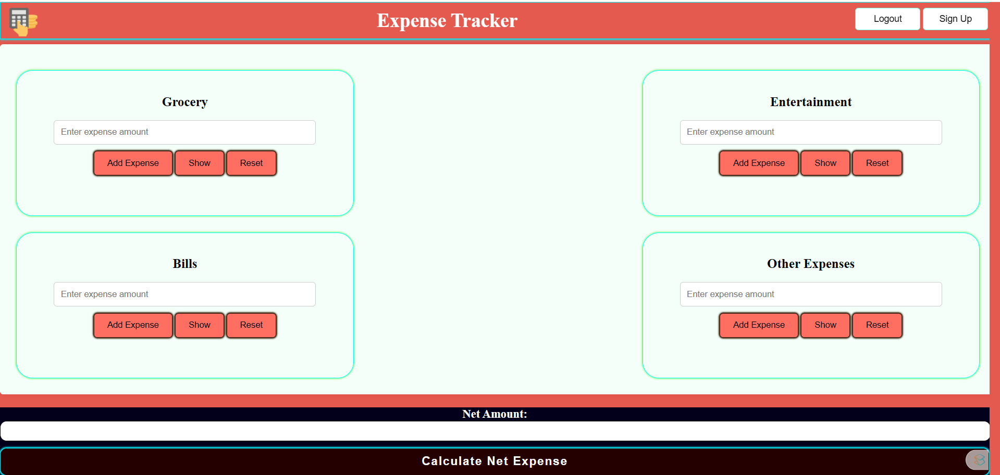 Expense Tracker
Logout
Sign Up
Grocery
Enter expense amount
Add Expense
Show
Reset
Entertainment
Enter expense amount
Add Expense
Show
Reset
Bills
Enter expense amount
Add Expense
Show
Reset
Other Expenses
Enter expense amount
Add Expense
Show
Reset
Net Amount:
Calculate Net Expense